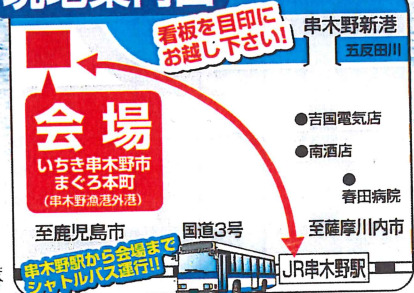 看板を目印に
お越し下さい!
串木野新港
五反田川
会場
いちき串木野市
まぐろ本町
(串木野漁港外港)
●吉国電気店
●南酒店
●
春田病院
至鹿児島市
国道3号
至薩摩川内市
串木野駅から会場まで
シャトルバス運行!!
JR串木野駅